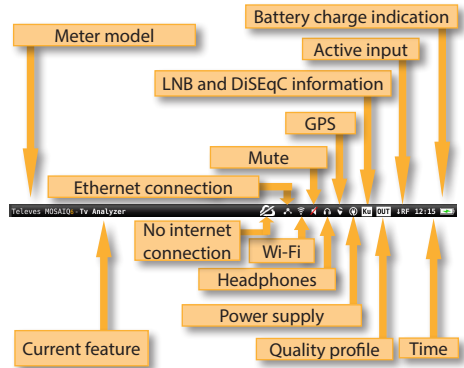 Battery charge indication
Meter model
Active input
LNB and DiSEqC information
GPS
Mute
Ethernet connection
Televes MOSAIQ6-Tv Analyzer Ku OUT ↓RF 12:15
No internet
connection
Wi-Fi
Headphones
Power supply
Current feature
Quality profile
Time